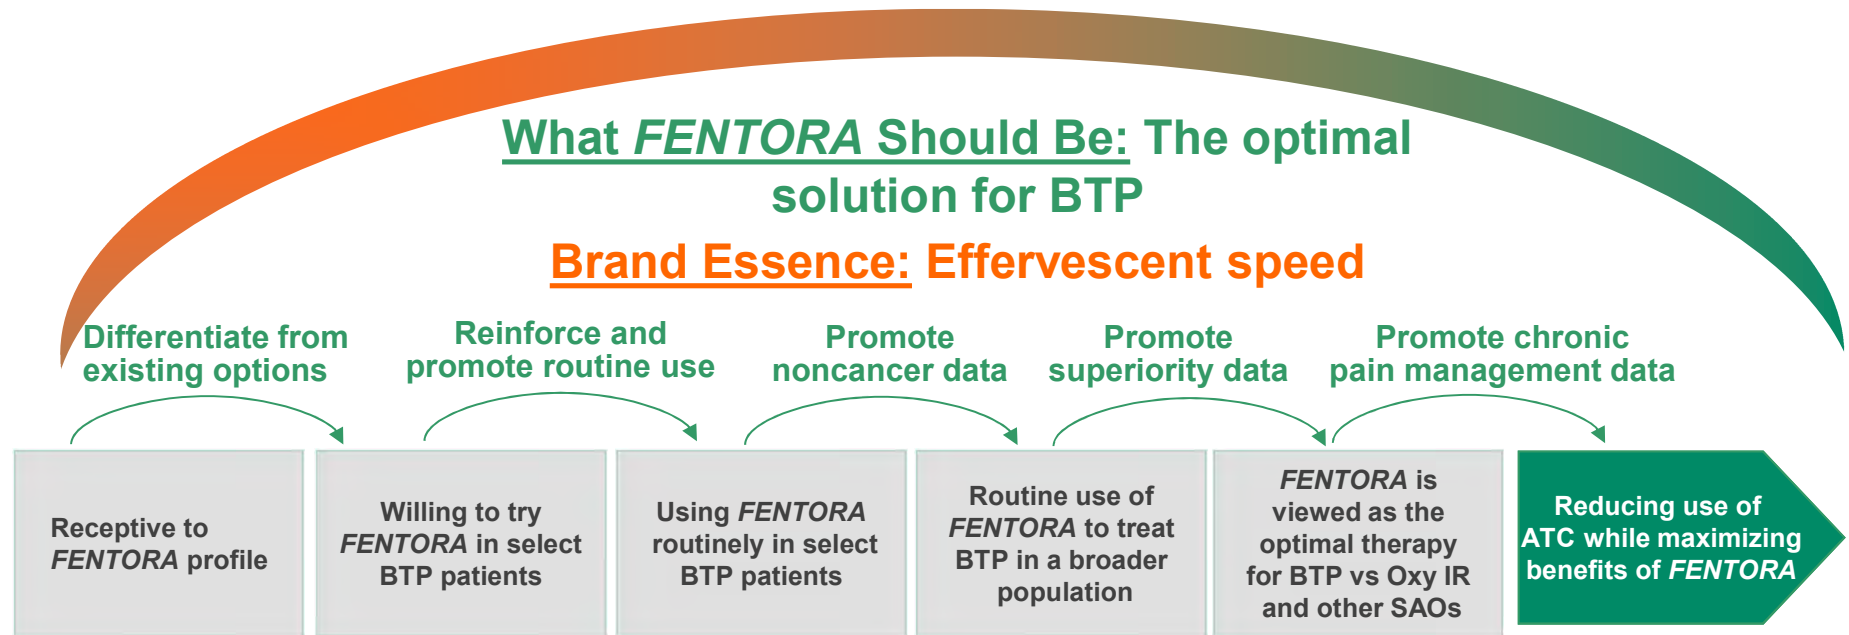 What FENTORA Should Be: The optimal
solution for BTP
Brand Essence: Effervescent speed
Differentiate from
existing options
Reinforce and
promote routine use
Promote
noncancer data
Promote
superiority data
Promote chronic
pain management data
Receptive to
FENTORA profile
Willing to try
FENTORA in select
BTP patients
Using FENTORA
routinely in select
BTP patients
Routine use of
FENTORA to treat
BTP in a broader
population
FENTORA is
viewed as the
optimal therapy
for BTP vs Oxy IR
and other SAOs
Reducing use of
ATC while maximizing
benefits of FENTORA